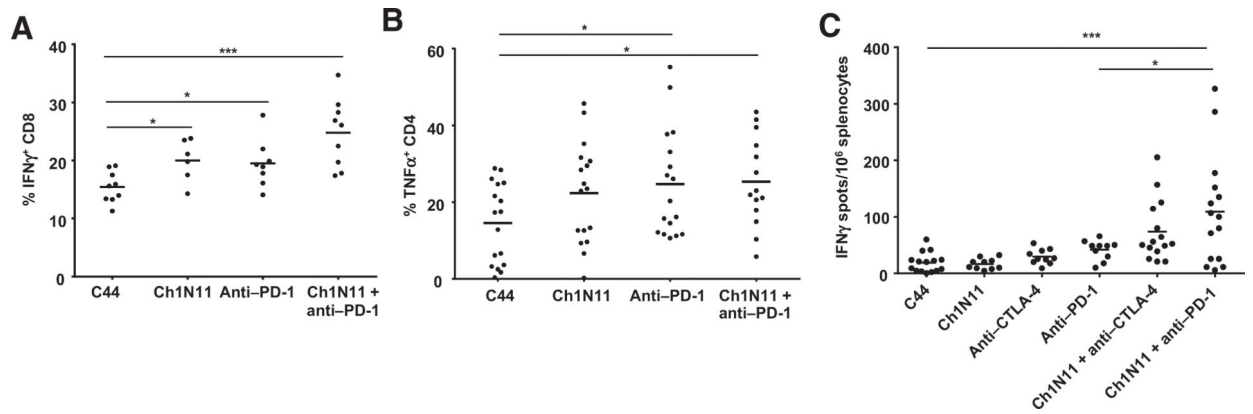 A
% IFNγ⁺ CD8
40
30
20
10
0
***
*
*
C44
Ch1N11
Anti–PD-1
Ch1N11 +
anti–PD-1
B
% TNFα⁺ CD4
60
40
20
0
*
*
C44
Ch1N11
Anti–PD-1
Ch1N11 +
anti–PD-1
C
IFNγ spots/10⁶ splenocytes
400
300
200
100
0
***
*
C44
Ch1N11
Anti–CTLA-4
Anti–PD-1
Ch1N11 + anti–CTLA-4
Ch1N11 + anti–PD-1